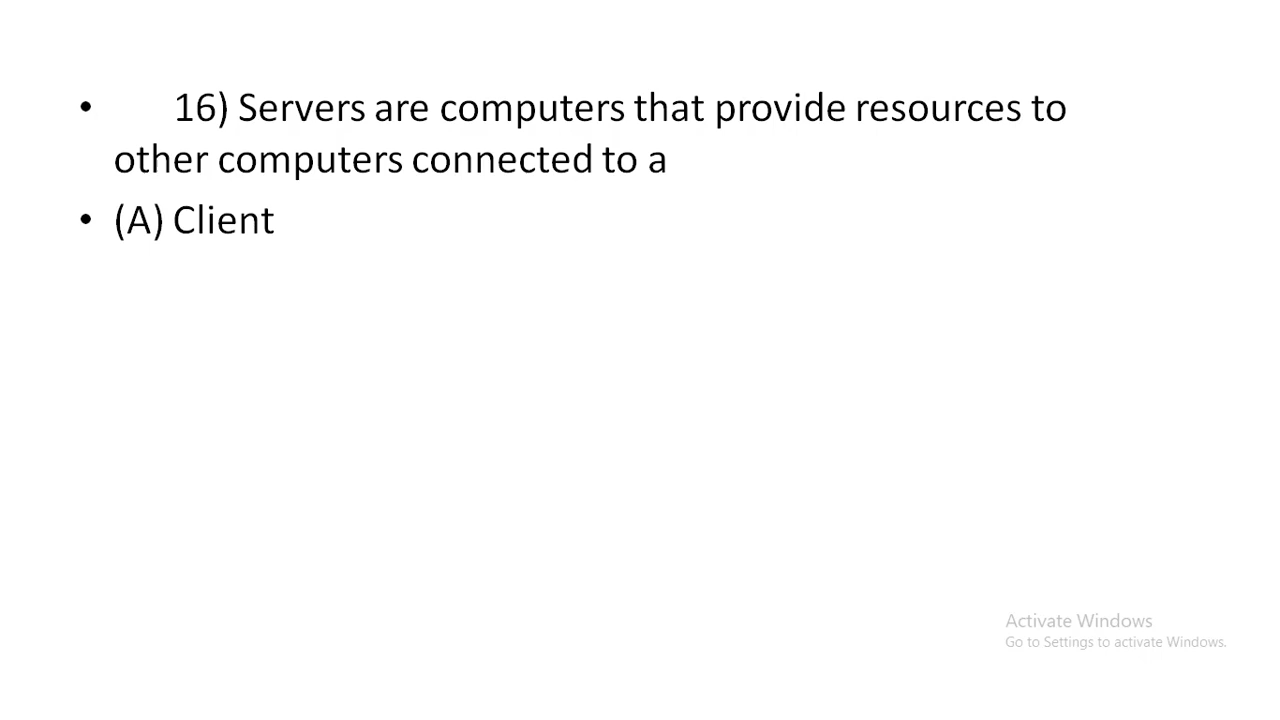 • 16) Servers are computers that provide resources to
other computers connected to a
• (A) Client
Activate Windows
Go to Settings to activate Windows.